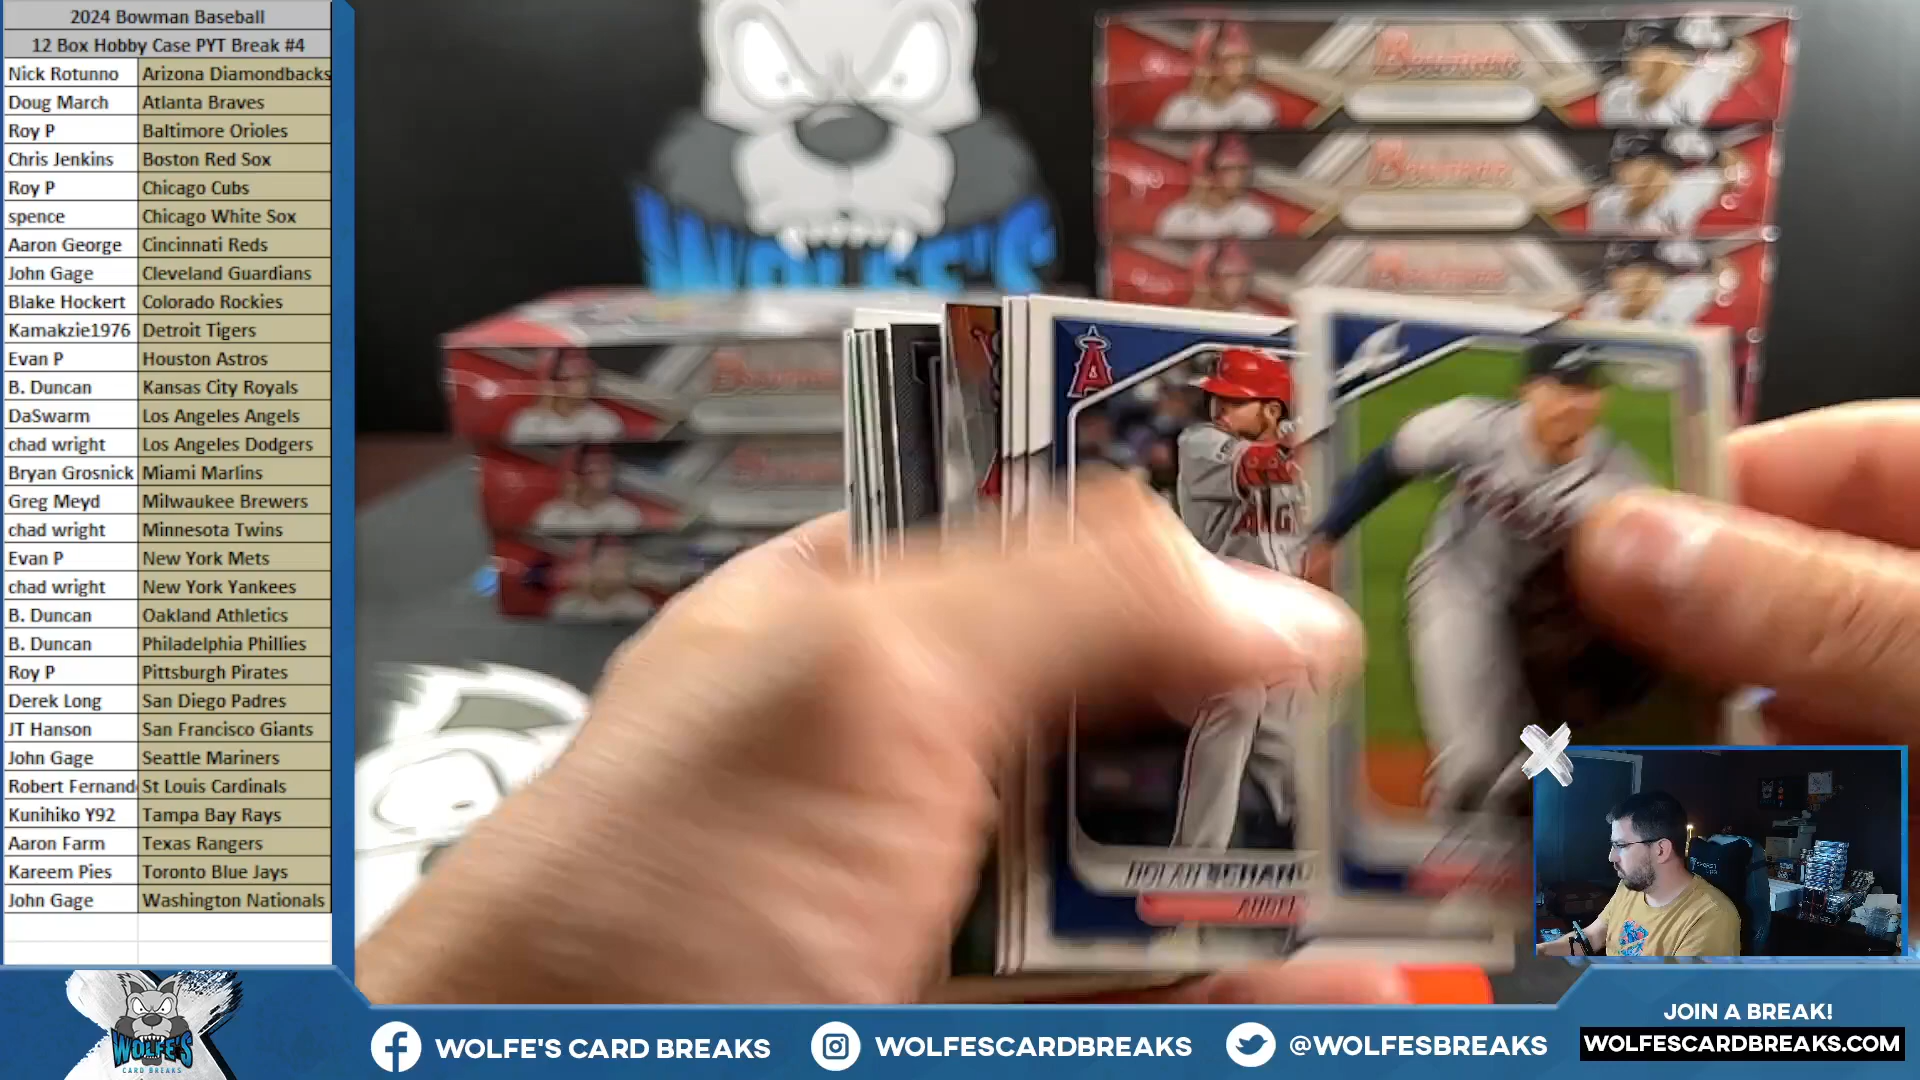 2024 Bowman Baseball
12 Box Hobby Case PYT Break #4
Nick Rotunno Arizona Diamondbacks
Doug March Atlanta Braves
Roy P Baltimore Orioles
Chris Jenkins Boston Red Sox
Roy P Chicago Cubs
spence Chicago White Sox
Aaron George Cincinnati Reds
John Gage Cleveland Guardians
Blake Hockert Colorado Rockies
Kamakzie1976 Detroit Tigers
Evan P Houston Astros
B. Duncan Kansas City Royals
DaSwarm Los Angeles Angels
chad wright Los Angeles Dodgers
Bryan Grosnick Miami Marlins
Greg Meyd Milwaukee Brewers
chad wright Minnesota Twins
Evan P New York Mets
chad wright New York Yankees
B. Duncan Oakland Athletics
B. Duncan Philadelphia Phillies
Roy P Pittsburgh Pirates
Derek Long San Diego Padres
JT Hanson San Francisco Giants
John Gage Seattle Mariners
Robert Fernand St Louis Cardinals
Kunihiko Y92 Tampa Bay Rays
Aaron Farm Texas Rangers
Kareem Pies Toronto Blue Jays
John Gage Washington Nationals
WOLFE'S
Bowman
Bowman
Bowman
A
WOLFE'S
CARD BREAKS
WOLFE'S CARD BREAKS
WOLFESCARDBREAKS
@WOLFESBREAKS
JOIN A BREAK!
WOLFESCARDBREAKS.COM